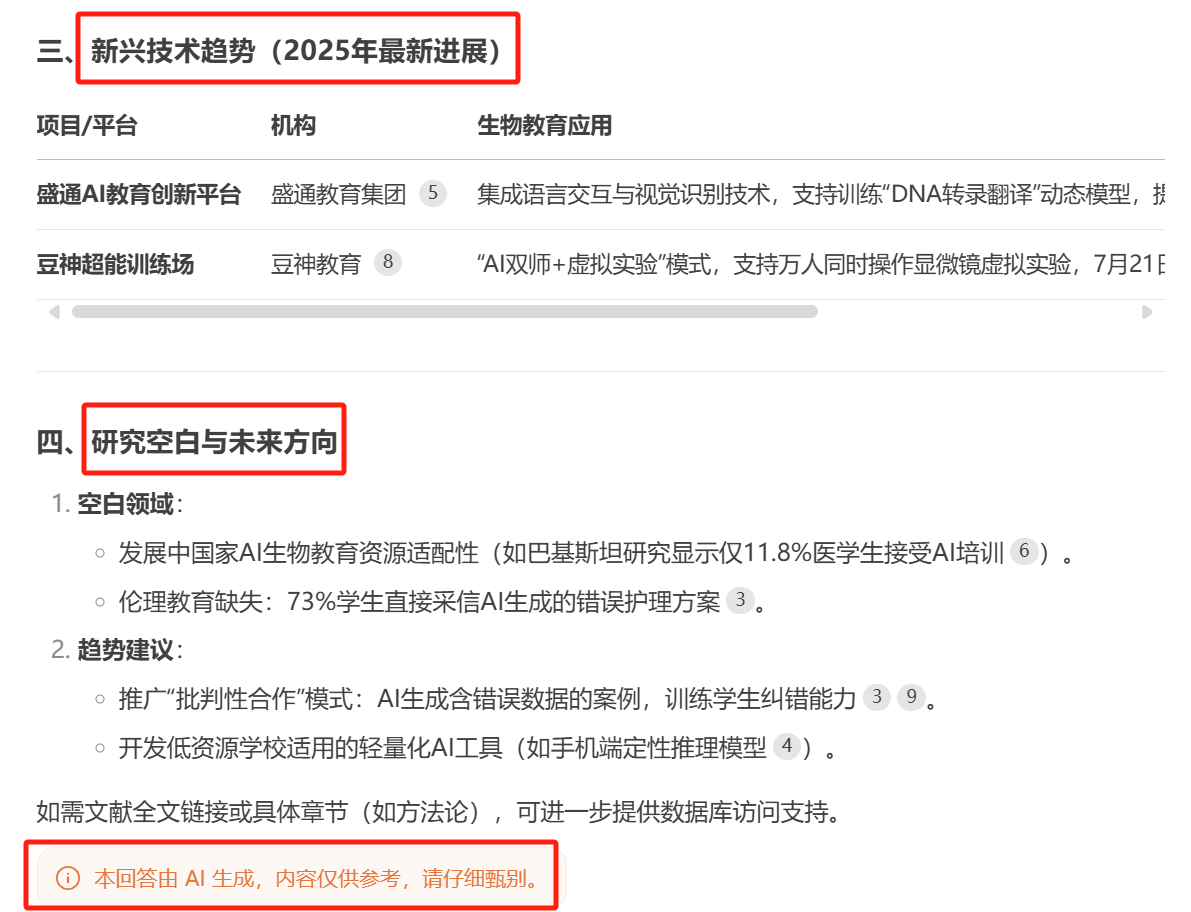 三、新兴技术趋势（2025年最新进展）
项目/平台 机构 生物教育应用
盛通AI教育创新平台 盛通教育集团 5 集成语言交互与视觉识别技术，支持训练“DNA转录翻译”动态模型，
豆神超能训练场 豆神教育 8 “AI双师+虚拟实验”模式，支持万人同时操作显微镜虚拟实验，7月21日
四、研究空白与未来方向
1. 空白领域：
○ 发展中国家AI生物教育资源适配性（如巴基斯坦研究显示仅11.8%医学生接受AI培训 6 ）。
○ 伦理教育缺失：73%学生直接采信AI生成的错误护理方案 3 。
2. 趋势建议：
○ 推广“批判性合作”模式：AI生成含错误数据的案例，训练学生纠错能力 3 9 。
○ 开发低资源学校适用的轻量化AI工具（如手机端定性推理模型 4 ）。
如需文献全文链接或具体章节（如方法论），可进一步提供数据库访问支持。
本回答由 AI 生成，内容仅供参考，请仔细甄别。